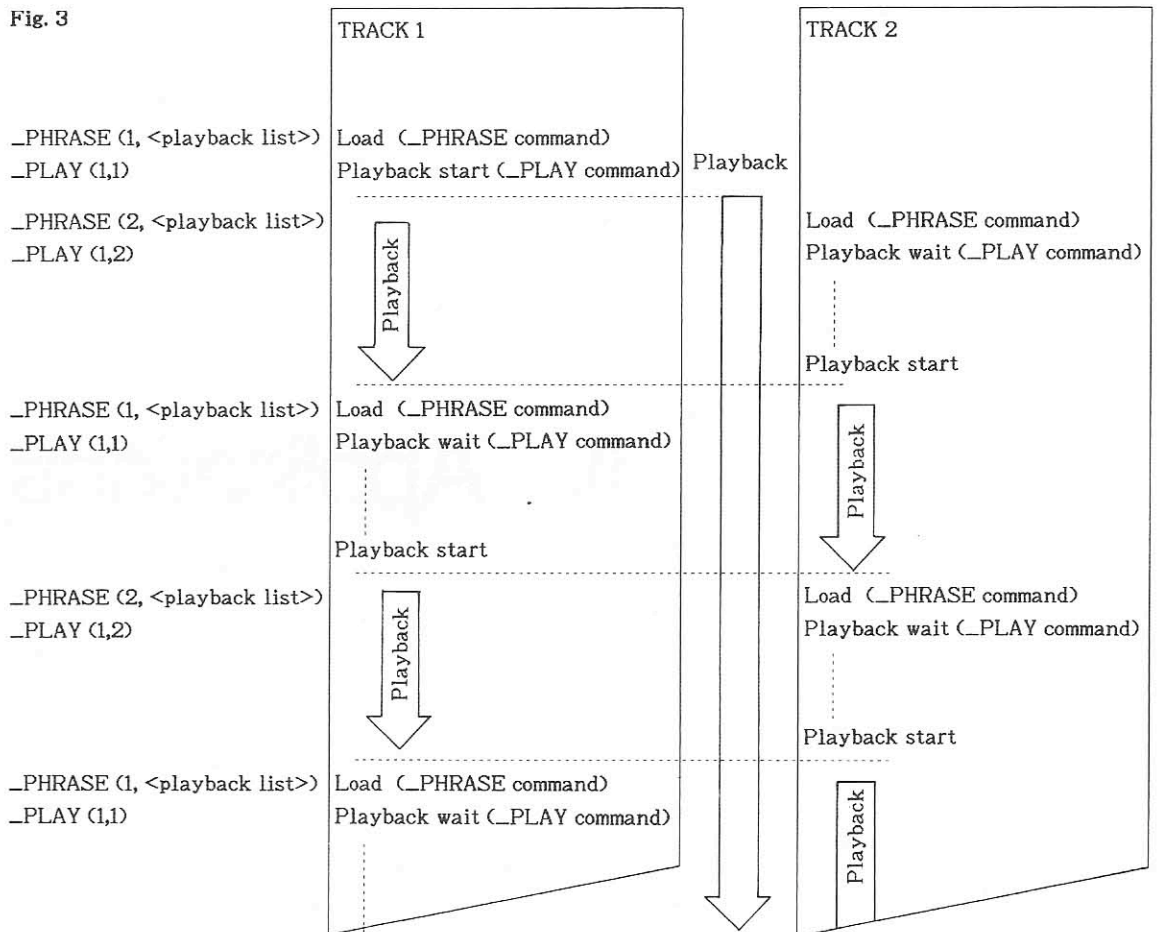 Fig. 3
TRACK 1
TRACK 2
_PHRASE (1, <playback list>)
Load (_PHRASE command)
_PLAY (1,1)
Playback start (_PLAY command)
Playback
_PHRASE (2, <playback list>)
Load (_PHRASE command)
_PLAY (1,2)
Playback
Playback wait (_PLAY command)
Playback start
_PHRASE (1, <playback list>)
Load (_PHRASE command)
_PLAY (1,1)
Playback wait (_PLAY command)
Playback
Playback start
_PHRASE (2, <playback list>)
Load (_PHRASE command)
_PLAY (1,2)
Playback
Playback wait (_PLAY command)
Playback start
_PHRASE (1, <playback list>)
Load (_PHRASE command)
_PLAY (1,1)
Playback wait (_PLAY command)
Playback